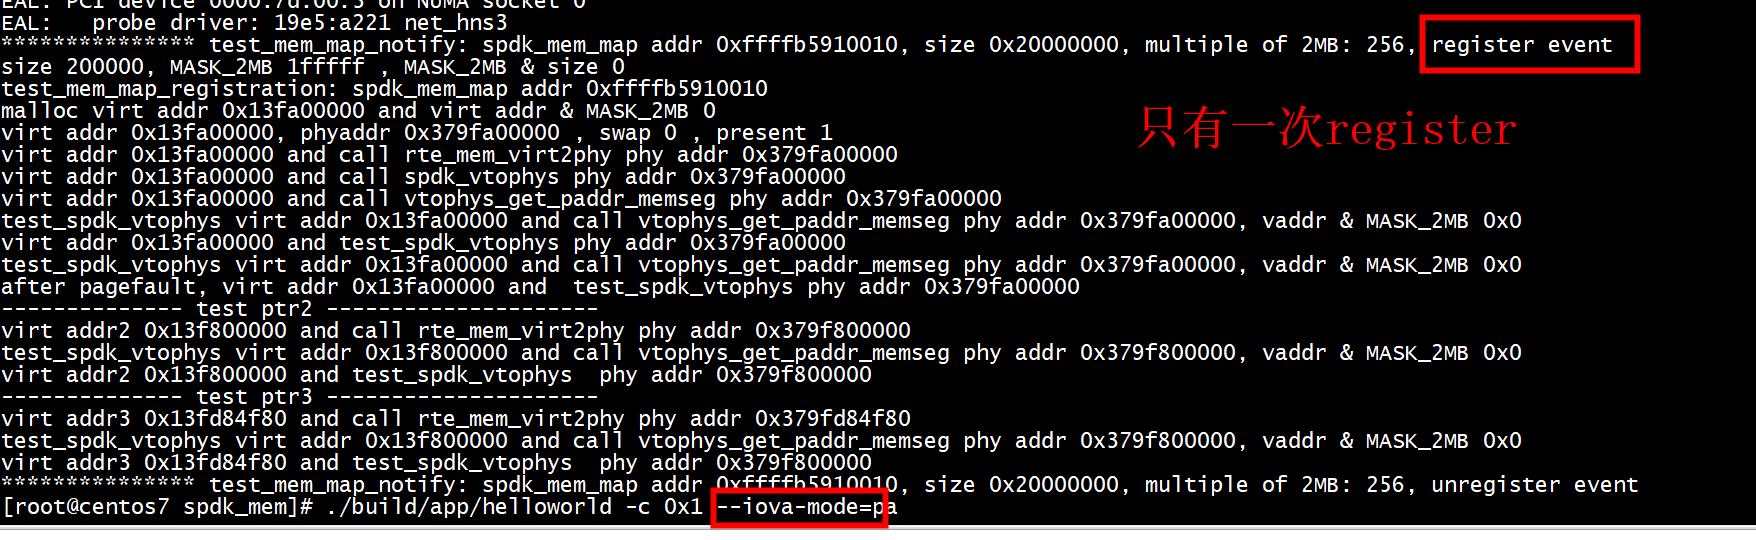 EAL: PCI device 0000:7d:00.3 on NUMA socket 0
EAL:   probe driver: 19e5:a221 net_hns3
*************** test_mem_map_notify: spdk_mem_map addr 0xffffb5910010, size 0x20000000, multiple of 2MB: 256, register event
size 200000, MASK_2MB 1fffff , MASK_2MB & size 0
test_mem_map_registration: spdk_mem_map addr 0xffffb5910010
malloc virt addr 0x13fa00000 and virt addr & MASK_2MB 0
只有一次register
virt addr 0x13fa00000, phyaddr 0x379fa00000 , swap 0 , present 1
virt addr 0x13fa00000 and call rte_mem_virt2phy phy addr 0x379fa00000
virt addr 0x13fa00000 and call spdk_vtophys phy addr 0x379fa00000
virt addr 0x13fa00000 and call vtophys_get_paddr_memseg phy addr 0x379fa00000
test_spdk_vtophys virt addr 0x13fa00000 and call vtophys_get_paddr_memseg phy addr 0x379fa00000, vaddr & MASK_2MB 0x0
virt addr 0x13fa00000 and test_spdk_vtophys phy addr 0x379fa00000
test_spdk_vtophys virt addr 0x13fa00000 and call vtophys_get_paddr_memseg phy addr 0x379fa00000, vaddr & MASK_2MB 0x0
after pagefault, virt addr 0x13fa00000 and  test_spdk_vtophys phy addr 0x379fa00000
-------------- test ptr2 ---------------------
virt addr2 0x13f800000 and call rte_mem_virt2phy phy addr 0x379f800000
test_spdk_vtophys virt addr 0x13f800000 and call vtophys_get_paddr_memseg phy addr 0x379f800000, vaddr & MASK_2MB 0x0
virt addr2 0x13f800000 and test_spdk_vtophys  phy addr 0x379f800000
-------------- test ptr3 ---------------------
virt addr3 0x13fd84f80 and call rte_mem_virt2phy phy addr 0x379fd84f80
test_spdk_vtophys virt addr 0x13f800000 and call vtophys_get_paddr_memseg phy addr 0x379f800000, vaddr & MASK_2MB 0x0
virt addr3 0x13fd84f80 and test_spdk_vtophys  phy addr 0x379f800000
*************** test_mem_map_notify: spdk_mem_map addr 0xffffb5910010, size 0x20000000, multiple of 2MB: 256, unregister event
[root@centos7 spdk_mem]# ./build/app/helloworld -c 0x1 --iova-mode=pa